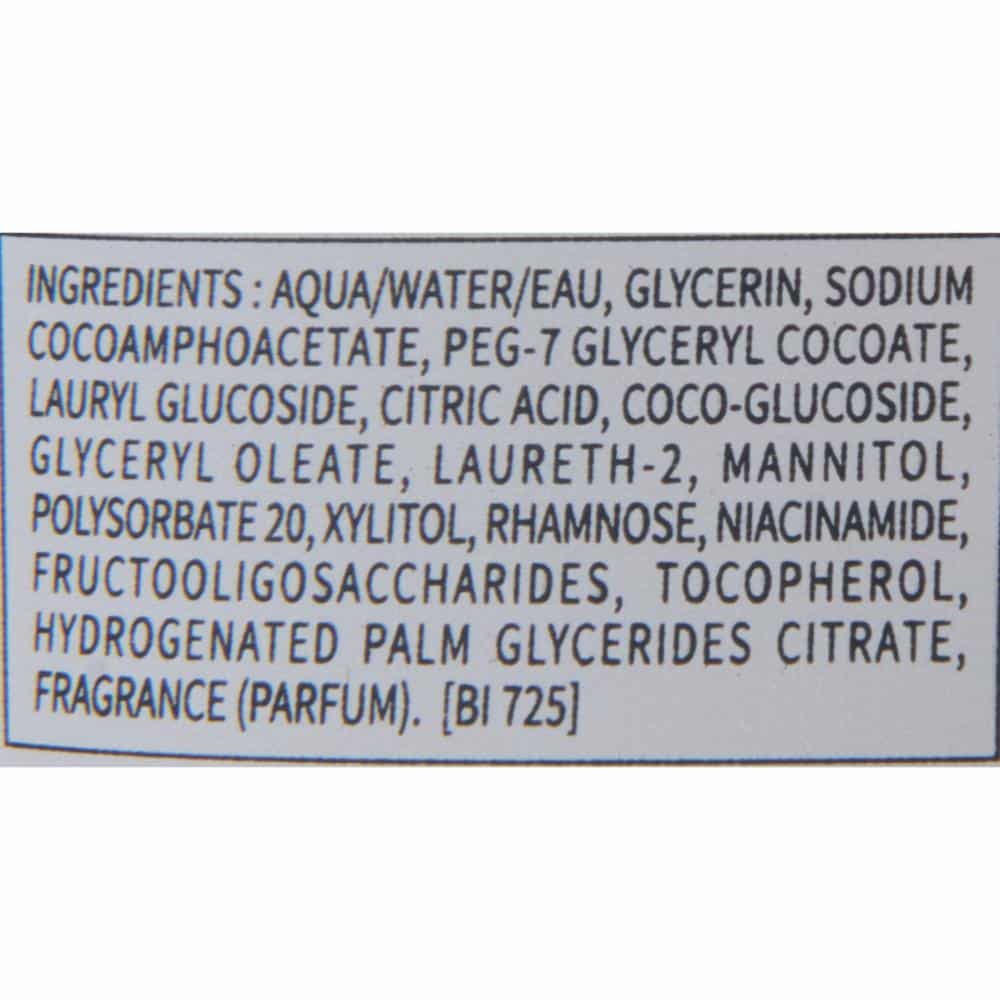 INGREDIENTS : AQUA/WATER/EAU, GLYCERIN, SODIUM
COCOAMPHOACETATE, PEG-7 GLYCERYL COCOATE,
LAURYL GLUCOSIDE, CITRIC ACID, COCO-GLUCOSIDE,
GLYCERYL OLEATE, LAURETH-2, MANNITOL,
POLYSORBATE 20, XYLITOL, RHAMNOSE, NIACINAMIDE,
FRUCTOOLIGOSACCHARIDES, TOCOPHEROL,
HYDROGENATED PALM GLYCERIDES CITRATE,
FRAGRANCE (PARFUM). [BI 725]